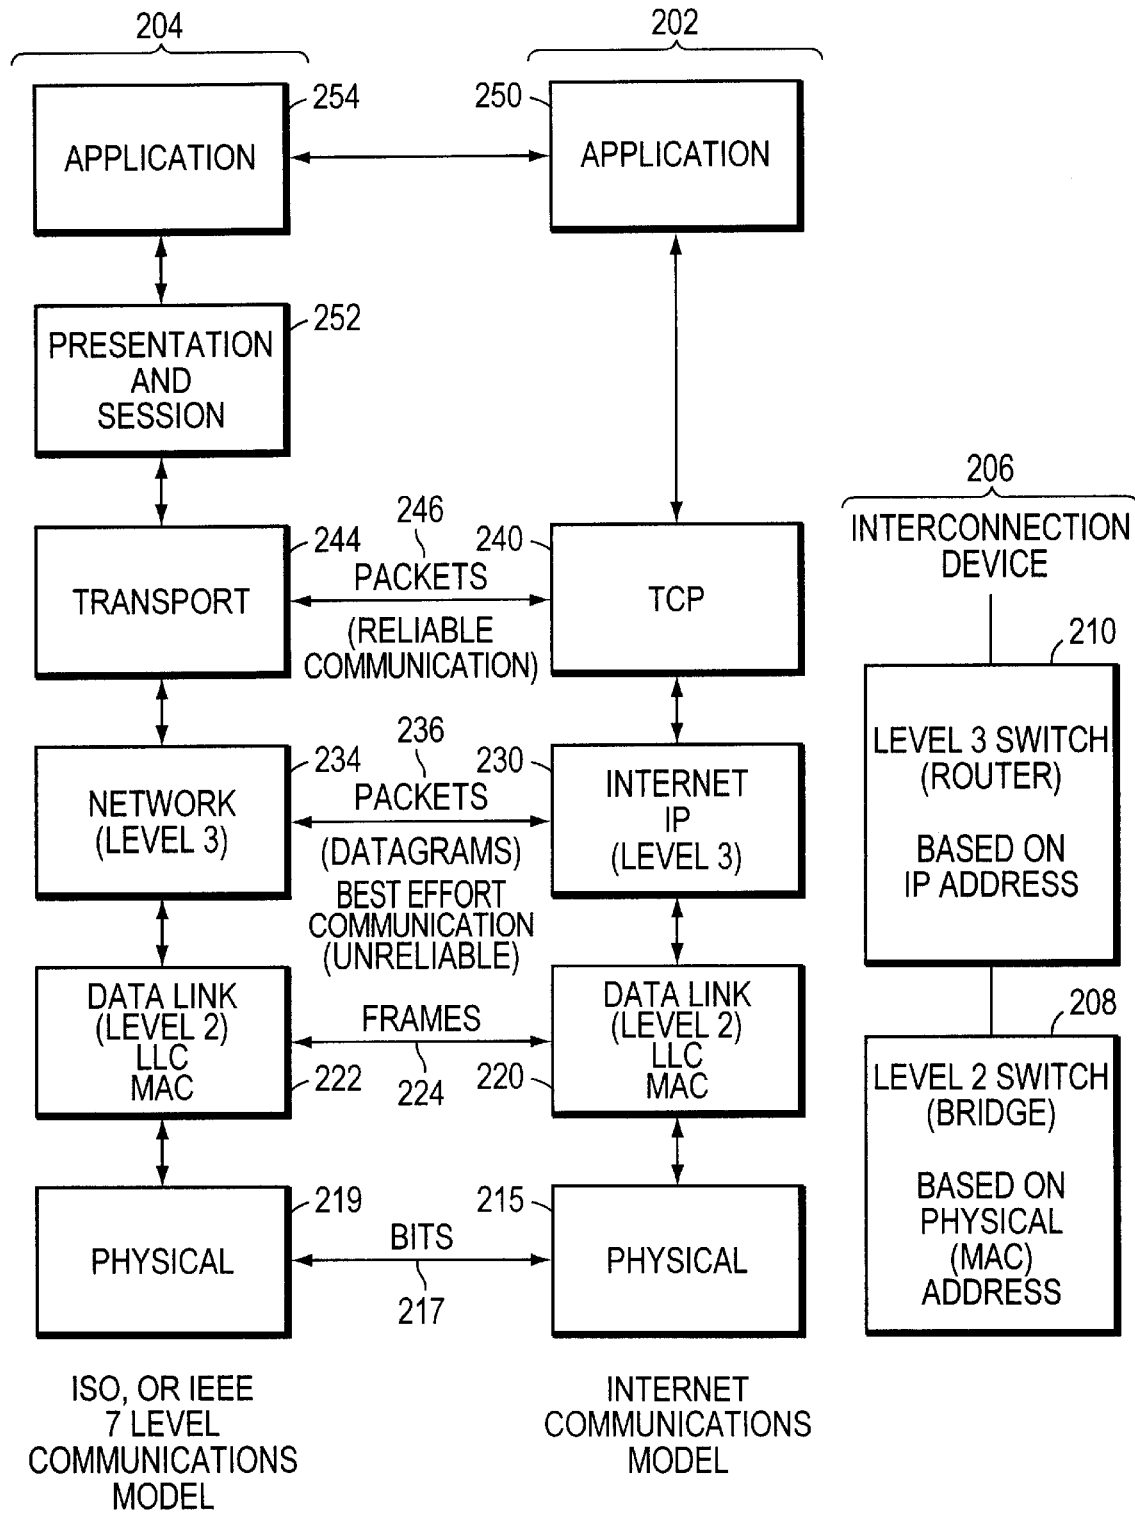 204
202
254
250
APPLICATION
APPLICATION
252
PRESENTATION
AND
SESSION
206
INTERCONNECTION
DEVICE
246
244
240
PACKETS
TRANSPORT
TCP
(RELIABLE
COMMUNICATION)
210
LEVEL 3 SWITCH
(ROUTER)
BASED ON
IP ADDRESS
236
234
230
PACKETS
NETWORK
(LEVEL 3)
INTERNET
IP
(LEVEL 3)
(DATAGRAMS)
BEST EFFORT
COMMUNICATION
(UNRELIABLE)
208
DATA LINK
(LEVEL 2)
LLC
MAC
FRAMES
DATA LINK
(LEVEL 2)
LLC
MAC
222
224
220
LEVEL 2 SWITCH
(BRIDGE)
BASED ON
PHYSICAL
(MAC)
ADDRESS
219
215
PHYSICAL
BITS
PHYSICAL
217
ISO, OR IEEE
7 LEVEL
COMMUNICATIONS
MODEL
INTERNET
COMMUNICATIONS
MODEL